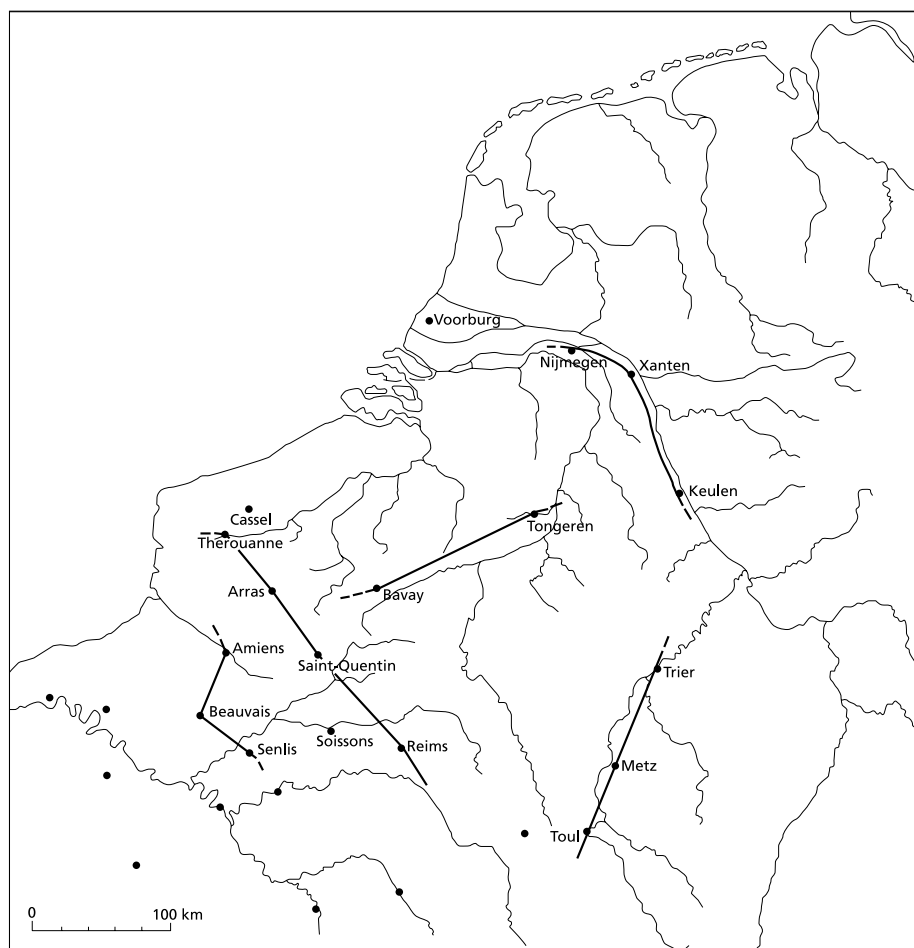 Voorburg
Nijmegen
Xanten
Keulen
Cassel
Tongeren
Thérouanne
Arras
Bavay
Amiens
Saint-Quentin
Trier
Beauvais
Soissons
Reims
Senlis
Metz
Toul
0 100 km